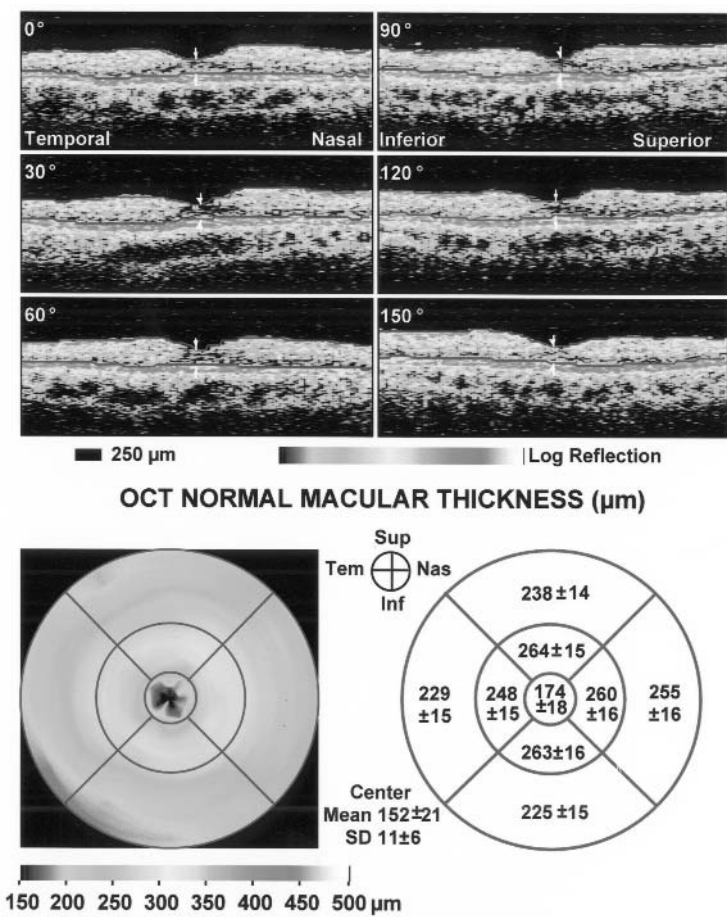 0°
90°
Temporal Nasal
Inferior Superior
30°
120°
60°
150°
250 µm
Log Reflection
OCT NORMAL MACULAR THICKNESS (µm)
Sup
Tem Nas
Inf
238±14
264±15
229
±15
248
±15
174
±18
260
±16
255
±16
263±16
225±15
Center
Mean 152±21
SD 11±6
150 200 250 300 350 400 450 500
µm